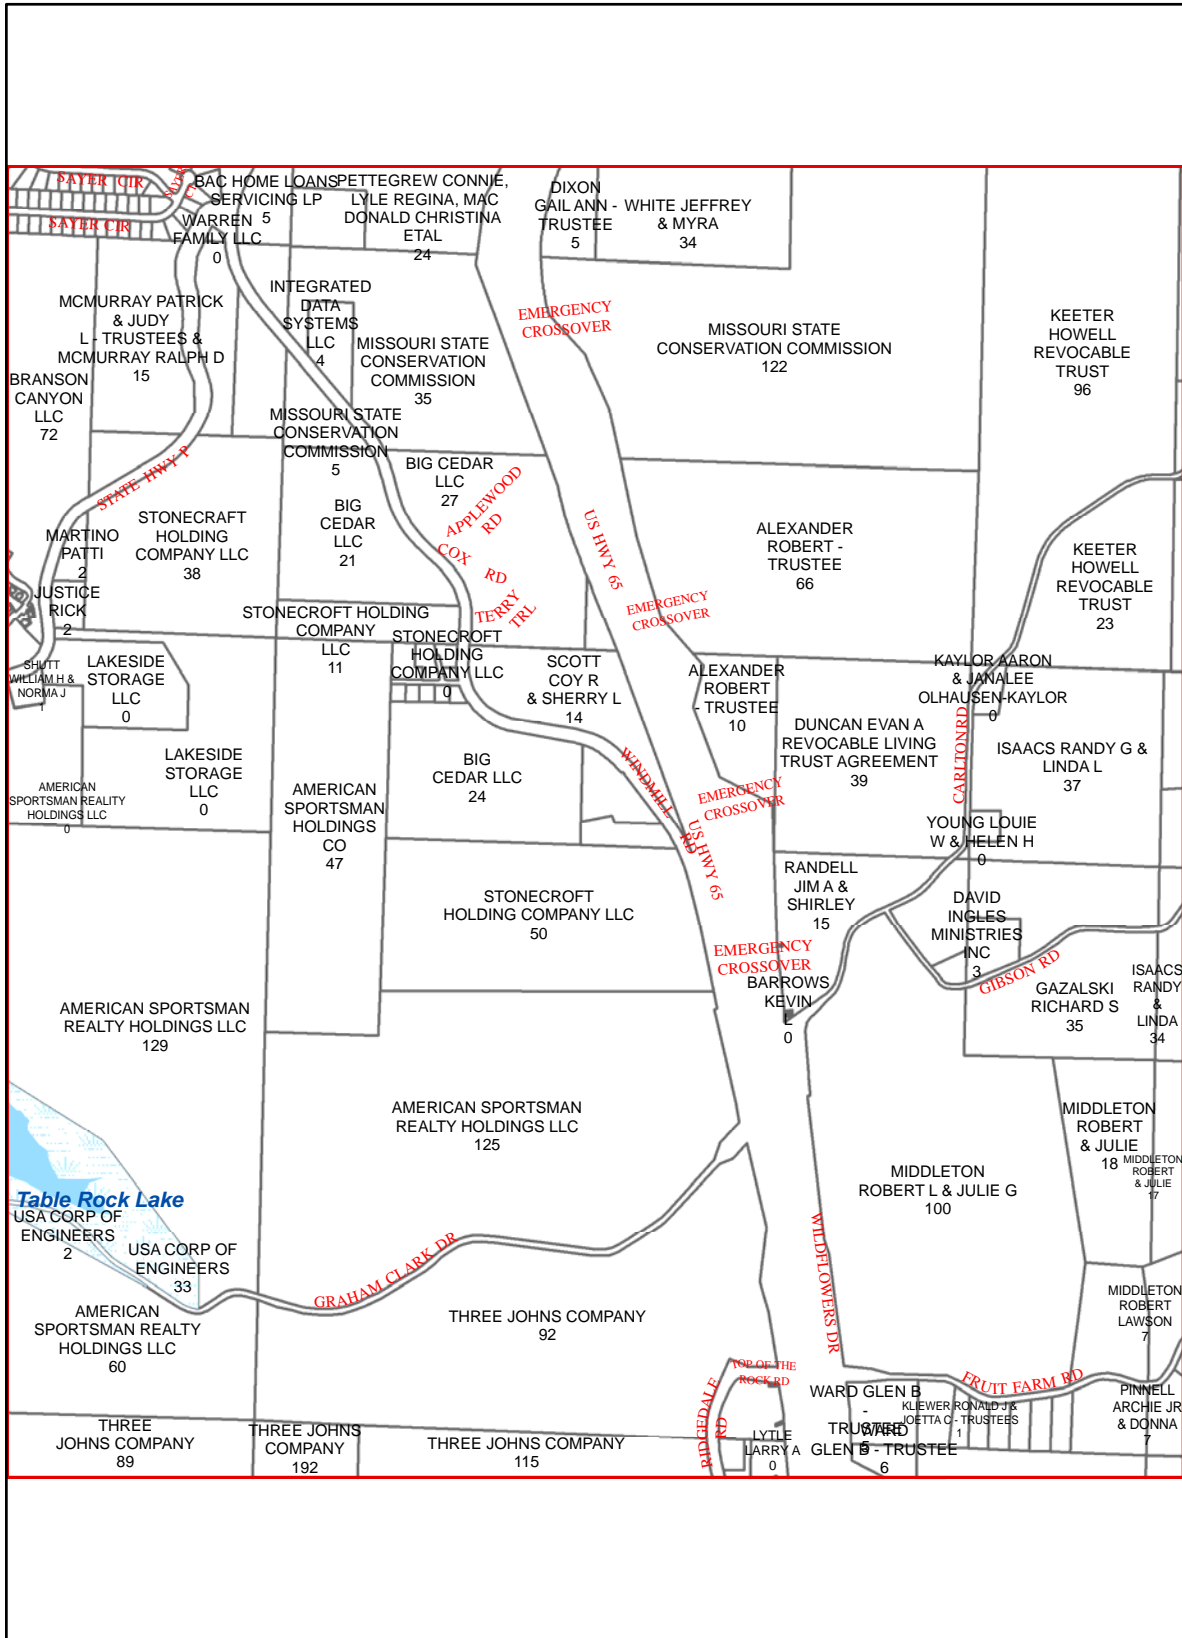 SAYER CIR
SAYER
CT
SAYER CIR
BAC HOME LOANS
SERVICING LP
5
WARREN
FAMILY LLC
0
PETTEGREW CONNIE,
LYLE REGINA, MAC
DONALD CHRISTINA
ETAL
24
DIXON
GAIL ANN -
TRUSTEE
5
WHITE JEFFREY
& MYRA
34
MCMURRAY PATRICK
& JUDY
L - TRUSTEES &
MCMURRAY RALPH D
15
INTEGRATED
DATA
SYSTEMS
LLC
4
MISSOURI STATE
CONSERVATION
COMMISSION
35
EMERGENCY
CROSSOVER
MISSOURI STATE
CONSERVATION COMMISSION
122
KEETER
HOWELL
REVOCABLE
TRUST
96
BRANSON
CANYON
LLC
72
MISSOURI STATE
CONSERVATION
COMMISSION
5
STATE HWY P
BIG CEDAR
LLC
27
APPLEWOOD
RD
STONECRAFT
HOLDING
COMPANY LLC
38
BIG
CEDAR
LLC
21
COX RD
TERRY
TRL
US HWY 65
ALEXANDER
ROBERT -
TRUSTEE
66
KEETER
HOWELL
REVOCABLE
TRUST
23
MARTINO
PATTI
2
JUSTICE
RICK
2
EMERGENCY
CROSSOVER
STONECROFT HOLDING
COMPANY
LLC
11
STONECROFT
HOLDING
COMPANY LLC
0
SHUTT
WILLIAM H &
NORMA J
1
LAKESIDE
STORAGE
LLC
0
SCOTT
COY R
& SHERRY L
14
ALEXANDER
ROBERT
- TRUSTEE
10
KAYLOR AARON
& JANALEE
OLHAUSEN-KAYLOR
0
DUNCAN EVAN A
REVOCABLE LIVING
TRUST AGREEMENT
39
CARLTON RD
ISAACS RANDY G &
LINDA L
37
LAKESIDE
STORAGE
LLC
0
AMERICAN
SPORTSMAN REALITY
HOLDINGS LLC
0
AMERICAN
SPORTSMAN
HOLDINGS
CO
47
BIG
CEDAR LLC
24
WINDMILL RD
EMERGENCY
CROSSOVER
US HWY 65
YOUNG LOUIE
W & HELEN H
0
STONECROFT
HOLDING COMPANY LLC
50
RANDELL
JIM A &
SHIRLEY
15
DAVID
INGLES
MINISTRIES
INC
3
EMERGENCY
CROSSOVER
BARROWS
KEVIN
L
0
GIBSON RD
GAZALSKI
RICHARD S
35
ISAACS
RANDY
&
LINDA
34
AMERICAN SPORTSMAN
REALTY HOLDINGS LLC
129
AMERICAN SPORTSMAN
REALTY HOLDINGS LLC
125
MIDDLETON
ROBERT
& JULIE
18
MIDDLETON
ROBERT
& JULIE
17
MIDDLETON
ROBERT L & JULIE G
100
Table Rock Lake
USA CORP OF
ENGINEERS
2
USA CORP OF
ENGINEERS
33
GRAHAM CLARK DR
WILDFLOWERS DR
AMERICAN
SPORTSMAN REALTY
HOLDINGS LLC
60
THREE JOHNS COMPANY
92
MIDDLETON
ROBERT
LAWSON
7
TOP OF THE
ROCK RD
RIDGEDALE
RD
FRUIT FARM RD
WARD GLEN B
-
TRUSTEE
5
KLIEWER RONALD J &
JOETTA C - TRUSTEES
1
PINNELL
ARCHIE JR
& DONNA
7
THREE
JOHNS COMPANY
89
THREE JOHNS
COMPANY
192
THREE JOHNS COMPANY
115
LYTLE
LARRY A
0
WARD
GLEN B - TRUSTEE
6